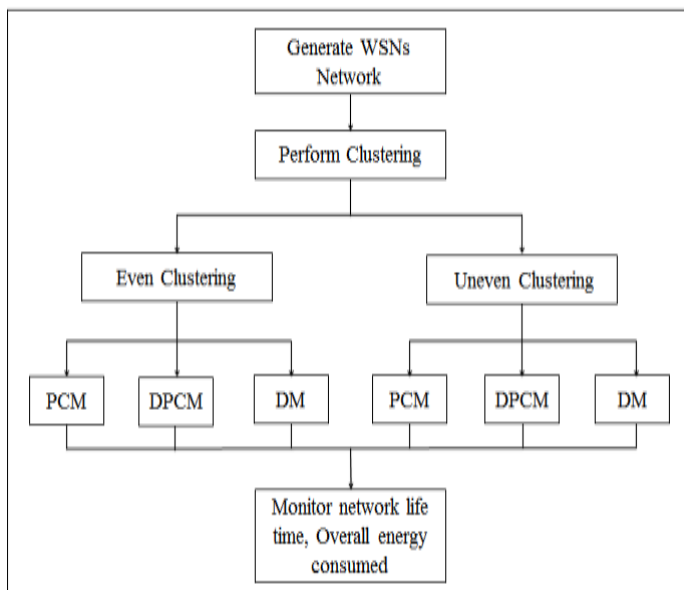 Generate WSNs
Network
Perform Clustering
Even Clustering
Uneven Clustering
PCM
DPCM
DM
PCM
DPCM
DM
Monitor network life
time, Overall energy
consumed